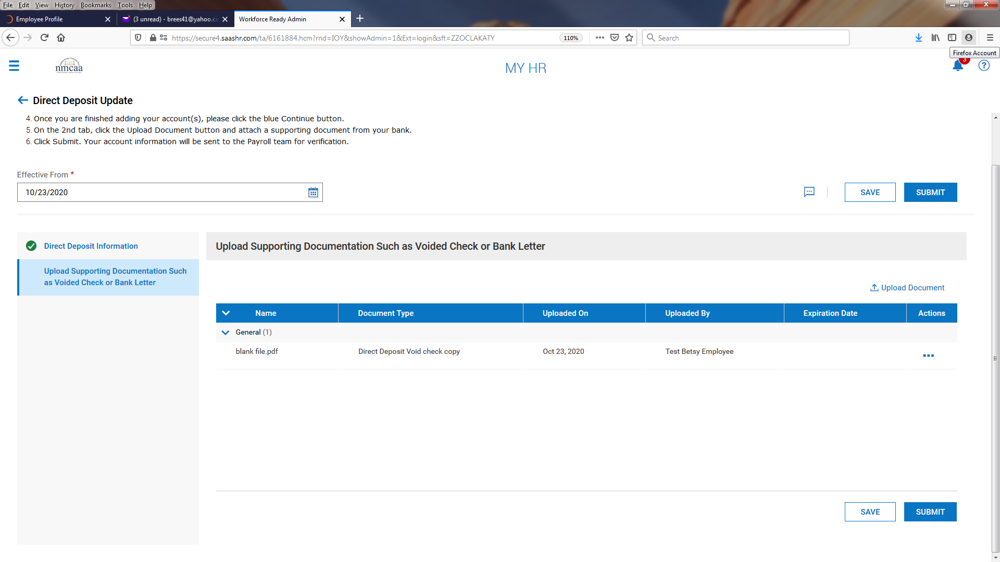 File Edit View History Bookmarks Tools Help
Employee Profile
(3 unread) - brees41@yahoo.co
Workforce Ready Admin
https://secure4.saashr.com/ta/6161884.hcm?rnd=IOY&showAdmin=1&Ext=login&sft=ZZOCLAKATY
110%
Search
Firefox Account
nmcaa
MY HR
3
?
Direct Deposit Update
4. Once you are finished adding your account(s), please click the blue Continue button.
5. On the 2nd tab, click the Upload Document button and attach a supporting document from your bank.
6. Click Submit. Your account information will be sent to the Payroll team for verification.
Effective From *
10/23/2020
SAVE
SUBMIT
Direct Deposit Information
Upload Supporting Documentation Such
as Voided Check or Bank Letter
Upload Supporting Documentation Such as Voided Check or Bank Letter
Upload Document
Name Document Type Uploaded On Uploaded By Expiration Date Actions
General (1)
blank file.pdf Direct Deposit Void check copy Oct 23, 2020 Test Betsy Employee
SAVE
SUBMIT